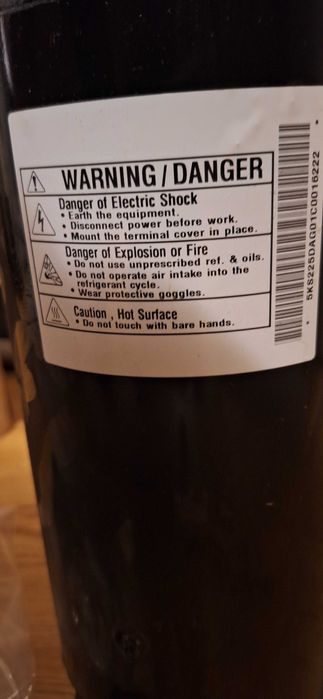 WARNING / DANGER
Danger of Electric Shock
• Earth the equipment.
• Disconnect power before work.
• Mount the terminal cover in place.
Danger of Explosion or Fire
• Do not use unprescribed ref. & oils.
• Do not operate air intake into the
refrigerant cycle.
• Wear protective goggles.
Caution , Hot Surface
• Do not touch with bare hands.
5KS225DAG01C0016222